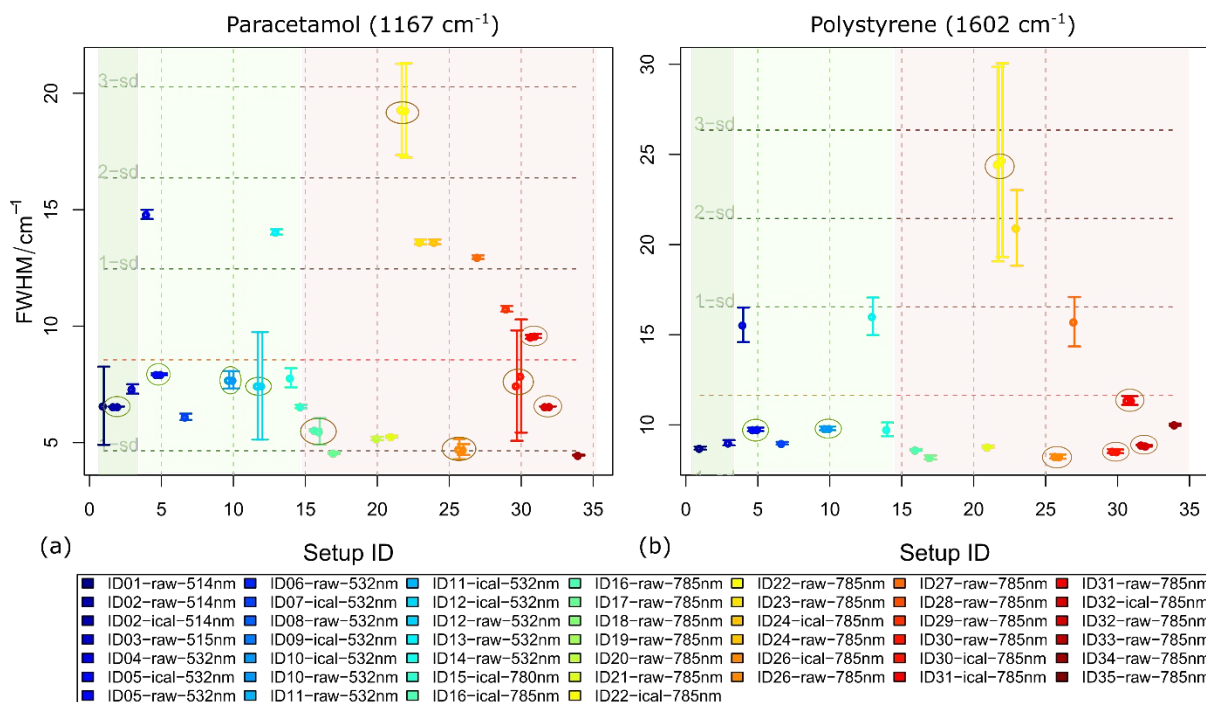 Paracetamol (1167 cm-1)
Polystyrene (1602 cm-1)
FWHM/cm-1
20
15
10
5
3-sd
2-sd
1-sd
1-sd
0 5 10 15 20 25 30 35
30
25
20
15
10
3-sd
2-sd
1-sd
0 5 10 15 20 25 30 35
(a) Setup ID
(b) Setup ID
ID01-raw-514nm ID06-raw-532nm ID11-ical-532nm ID16-raw-785nm ID22-raw-785nm ID27-raw-785nm ID31-raw-785nm
ID02-raw-514nm ID07-ical-532nm ID12-ical-532nm ID17-raw-785nm ID23-raw-785nm ID28-raw-785nm ID32-ical-785nm
ID02-ical-514nm ID08-raw-532nm ID12-raw-532nm ID18-raw-785nm ID24-ical-785nm ID29-raw-785nm ID32-raw-785nm
ID03-raw-515nm ID09-ical-532nm ID13-raw-532nm ID19-raw-785nm ID24-raw-785nm ID30-raw-785nm ID33-raw-785nm
ID04-raw-532nm ID10-ical-532nm ID14-raw-532nm ID20-raw-785nm ID26-ical-785nm ID30-ical-785nm ID34-raw-785nm
ID05-ical-532nm ID10-raw-532nm ID15-ical-780nm ID21-raw-785nm ID26-raw-785nm ID31-ical-785nm ID35-raw-785nm
ID05-raw-532nm ID11-raw-532nm ID16-ical-785nm ID22-ical-785nm